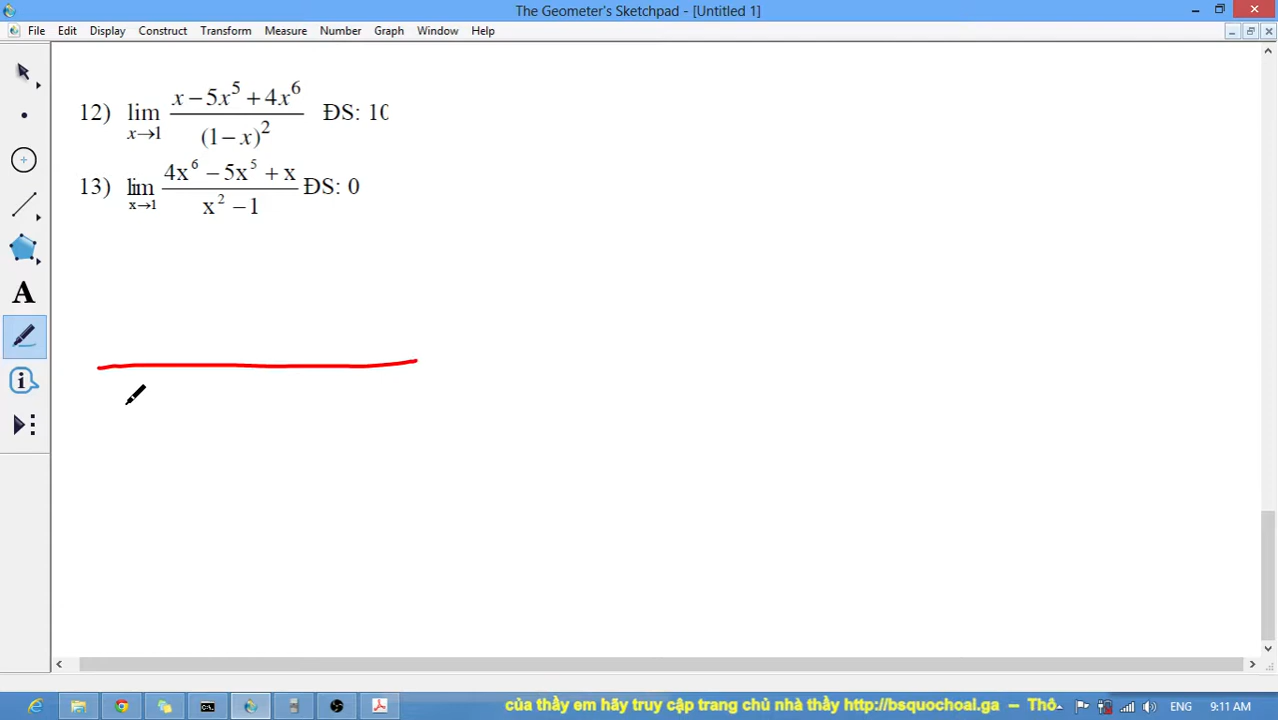 The Geometer's Sketchpad - [Untitled 1]
File Edit Display Construct Transform Measure Number Graph Window Help
12) lim x→1 (x − 5x^5 + 4x^6)/((1 − x)^2) ĐS: 10
13) lim x→1 (4x^6 − 5x^5 + x)/(x^2 − 1) ĐS: 0
A
của thầy em hãy truy cập trang chủ nhà thầy http://bsquochoai.ga -- Thô
ENG 9:11 AM